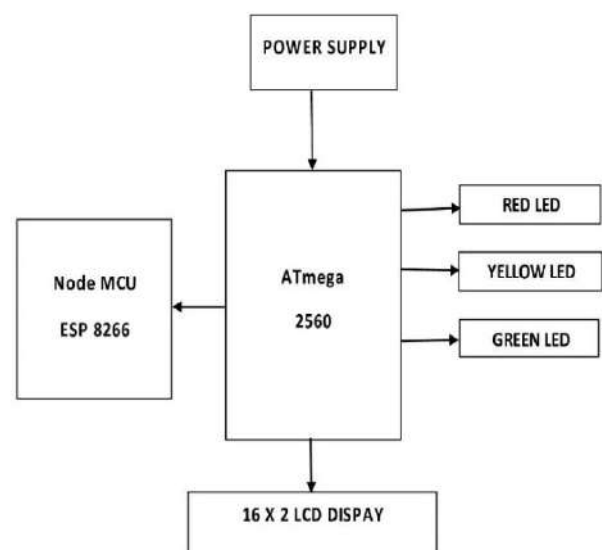 POWER SUPPLY
RED LED
Node MCU
ESP 8266
ATmega
2560
YELLOW LED
GREEN LED
16 X 2 LCD DISPAY